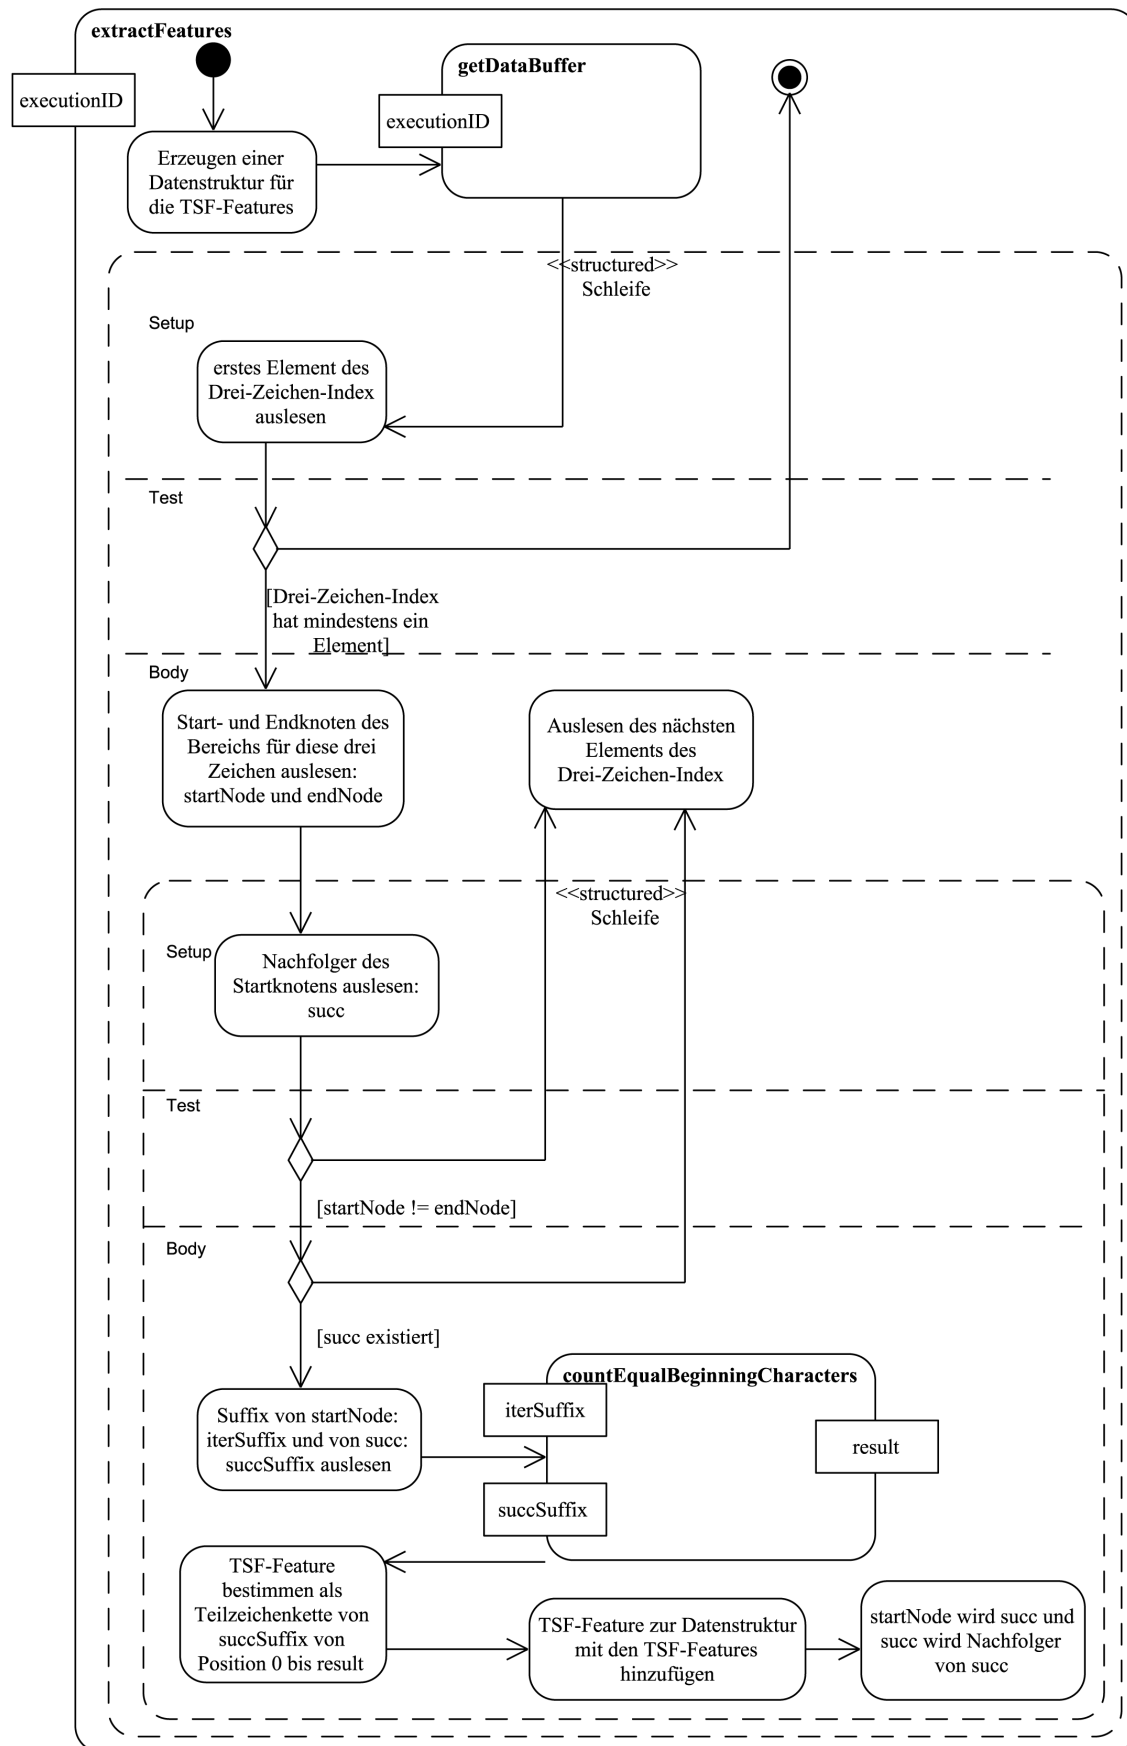 extractFeatures
executionID
getDataBuffer
executionID
Erzeugen einer
Datenstruktur für
die TSF-Features
<<structured>>
Schleife
Setup
erstes Element des
Drei-Zeichen-Index
auslesen
Test
[Drei-Zeichen-Index
hat mindestens ein
Element]
Body
Start- und Endknoten des
Bereichs für diese drei
Zeichen auslesen:
startNode und endNode
Auslesen des nächsten
Elements des
Drei-Zeichen-Index
<<structured>>
Schleife
Setup
Nachfolger des
Startknotens auslesen:
succ
Test
[startNode != endNode]
Body
[succ existiert]
Suffix von startNode:
iterSuffix und von succ:
succSuffix auslesen
countEqualBeginningCharacters
iterSuffix
succSuffix
result
TSF-Feature
bestimmen als
Teilzeichenkette von
succSuffix von
Position 0 bis result
TSF-Feature zur Datenstruktur
mit den TSF-Features
hinzufügen
startNode wird succ und
succ wird Nachfolger
von succ